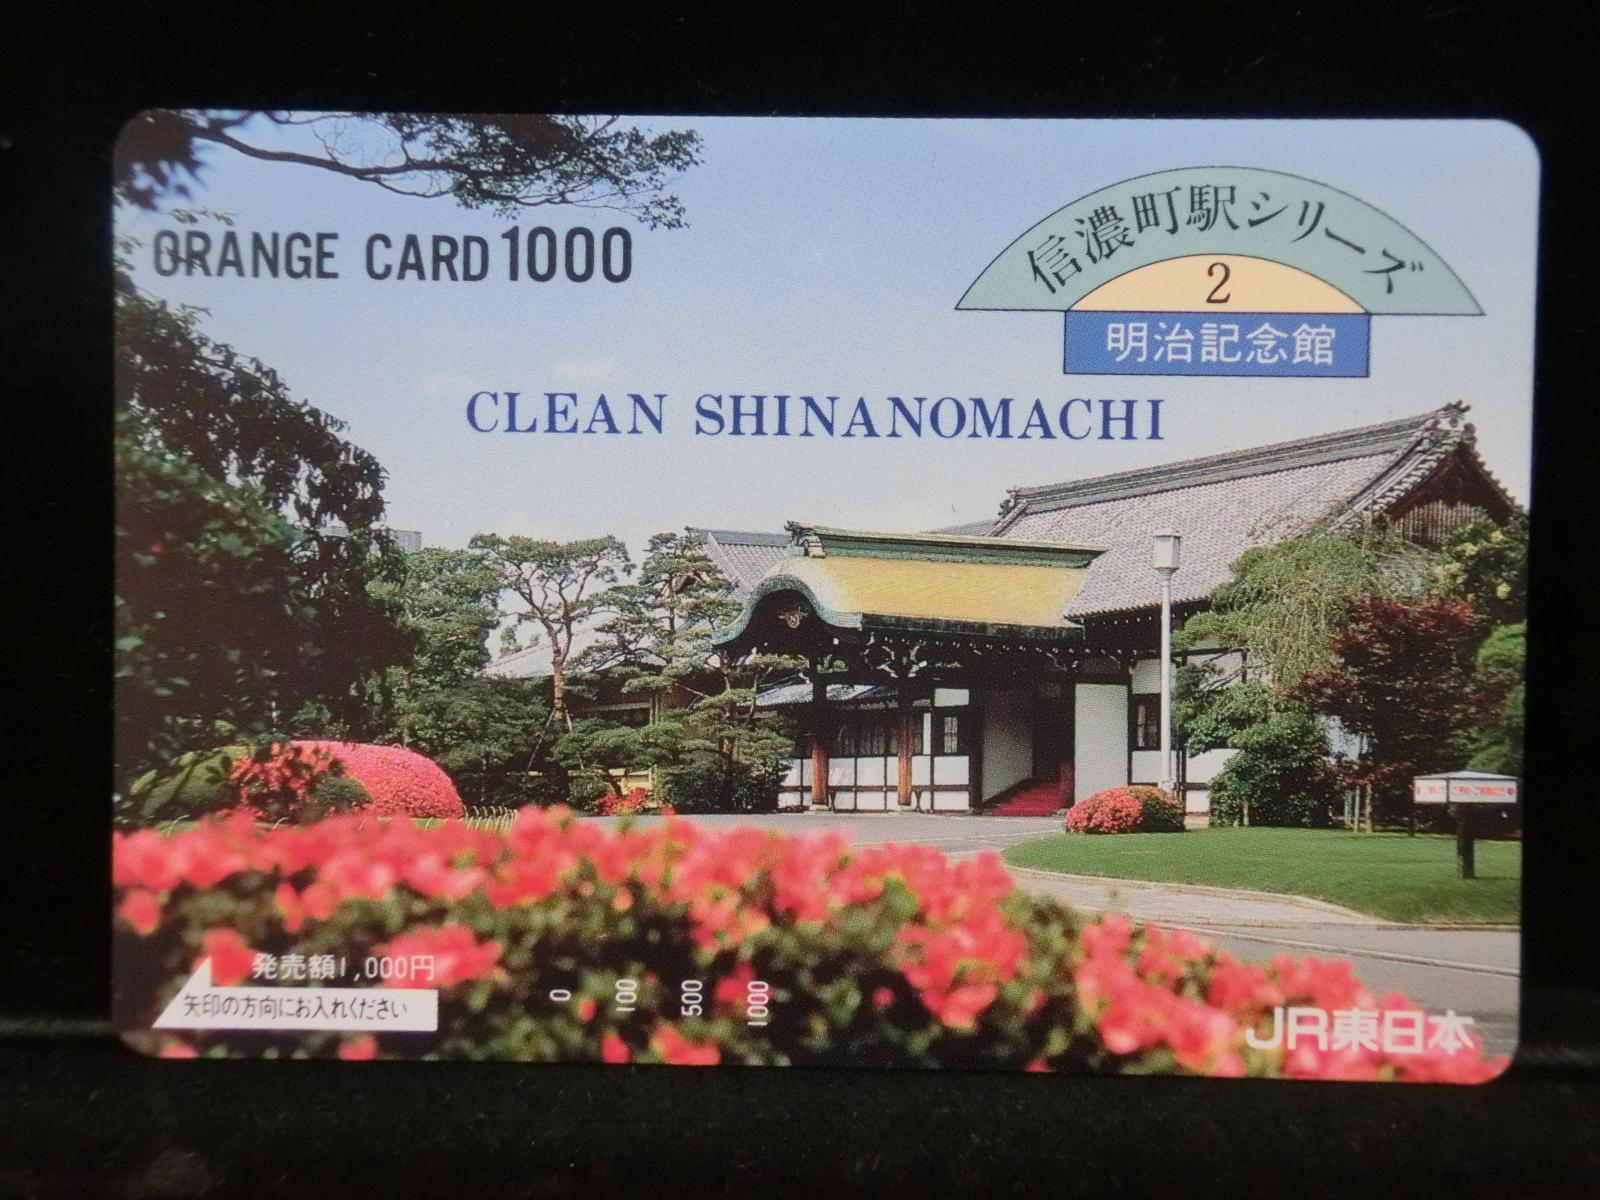 ORANGE CARD 1000
信濃町駅シリーズ
2
明治記念館
CLEAN SHINANOMACHI
発売額1,000円
矢印の方向にお入れください
0 100 500 1000
JR東日本